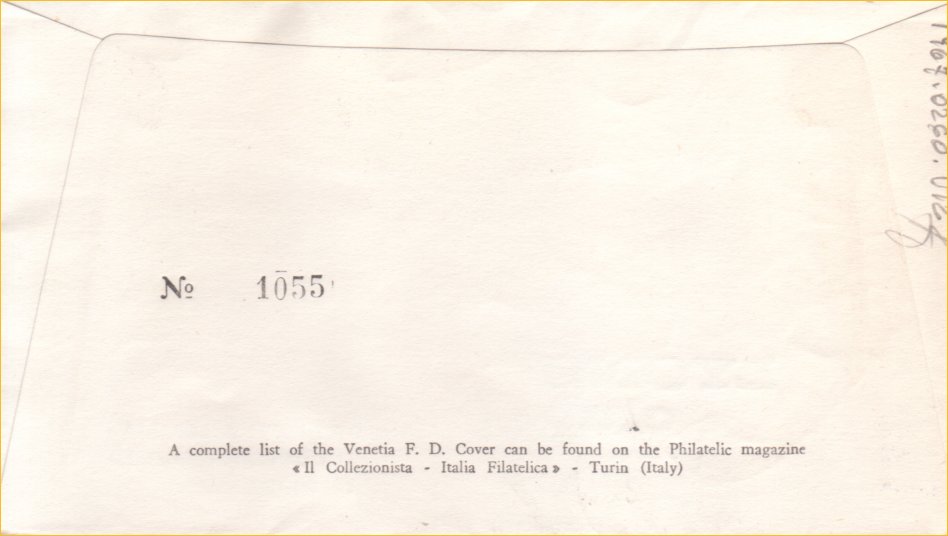 Nº 1055
A complete list of the Venetia F. D. Cover can be found on the Philatelic magazine
« Il Collezionista - Italia Filatelica » - Turin (Italy)